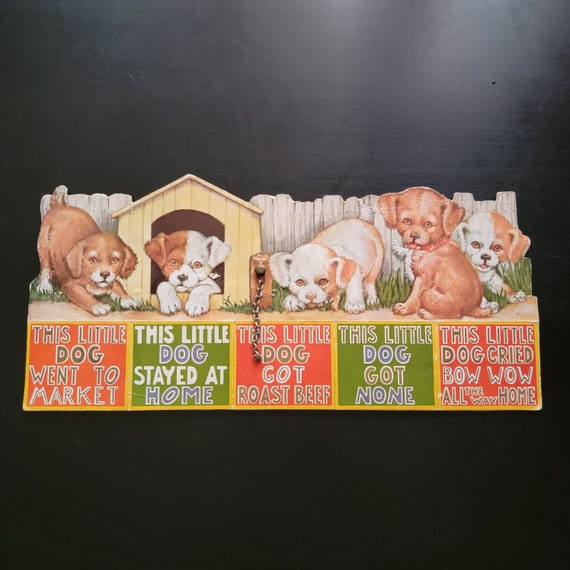 THIS LITTLE
DOG
WENT TO
MARKET
THIS LITTLE
DOG
STAYED AT
HOME
THIS LITTLE
DOG
GOT
ROAST BEEF
THIS LITTLE
DOG
GOT
NONE
THIS LITTLE
DOG CRIED
BOW WOW
ALL THE WAY HOME